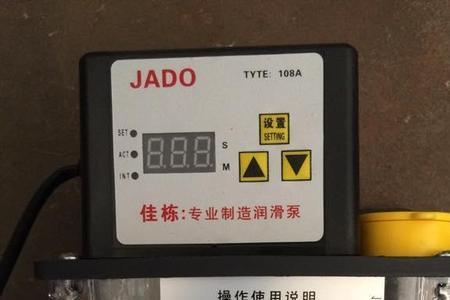 JADO
TYTE: 108A
SET
设置
SETTING
S
ACT
M
INT
佳栋:专业制造润滑泵
操作使用说明